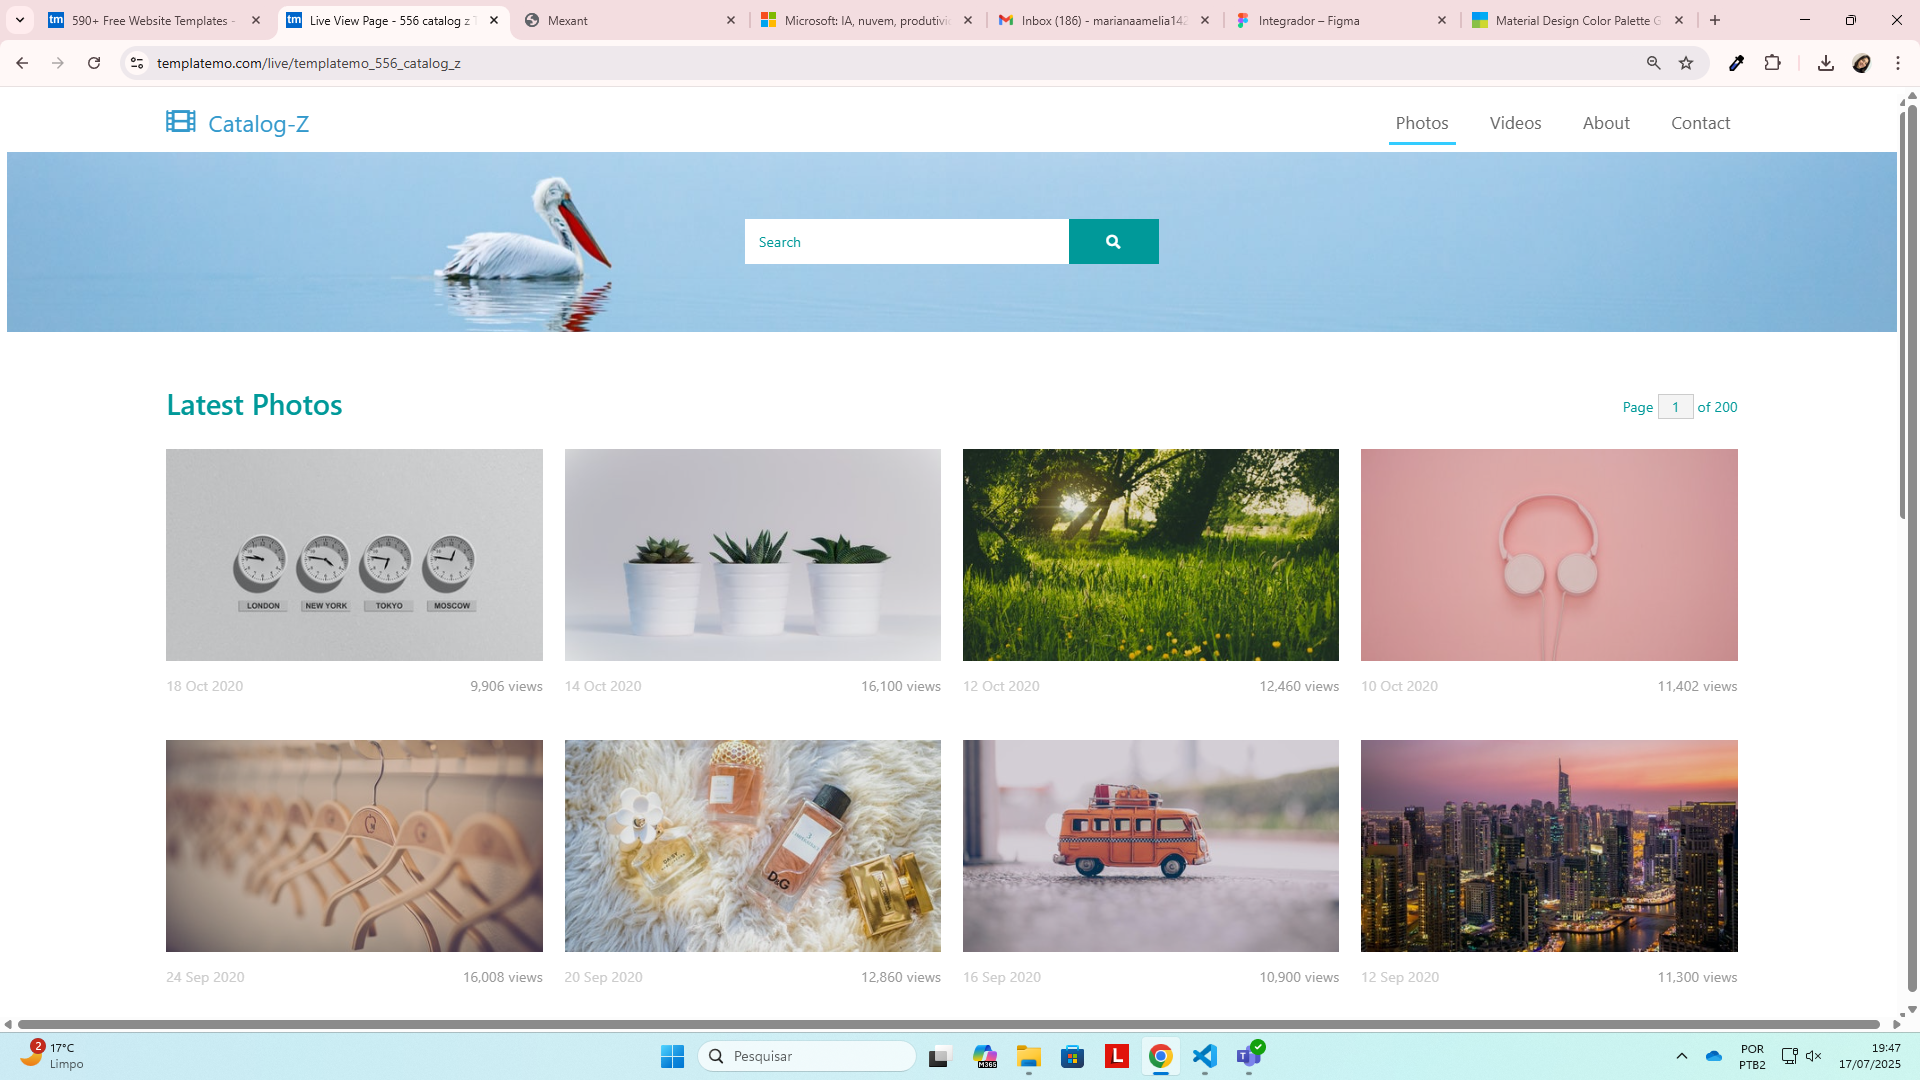 590+ Free Website Templates -
Live View Page - 556 catalog z T
Mexant
Microsoft: IA, nuvem, produtivi
Inbox (186) - marianaamelia142
Integrador – Figma
Material Design Color Palette G
templatemo.com/live/templatemo_556_catalog_z
Catalog-Z
Photos
Videos
About
Contact
Search
Latest Photos
Page 1 of 200
LONDON
NEW YORK
TOKYO
MOSCOW
18 Oct 2020
9,906 views
14 Oct 2020
16,100 views
12 Oct 2020
12,460 views
10 Oct 2020
11,402 views
D&G
24 Sep 2020
16,008 views
20 Sep 2020
12,860 views
16 Sep 2020
10,900 views
12 Sep 2020
11,300 views
2
17°C
Limpo
Pesquisar
M365
L
POR
PTB2
19:47
17/07/2025